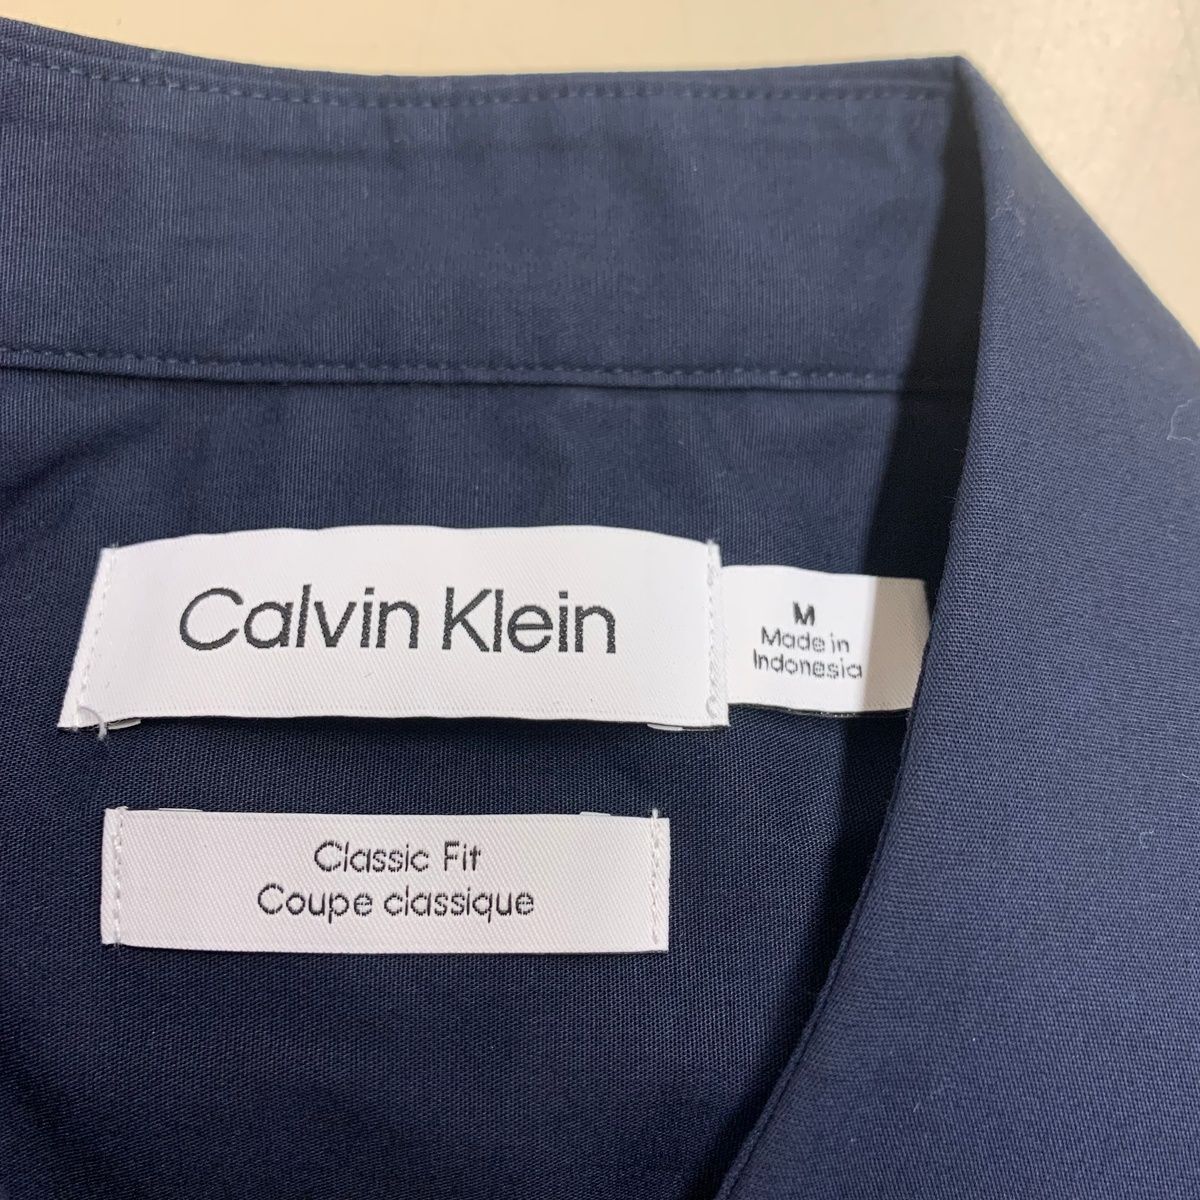 Calvin Klein
M
Made in
Indonesia
Classic Fit
Coupe classique